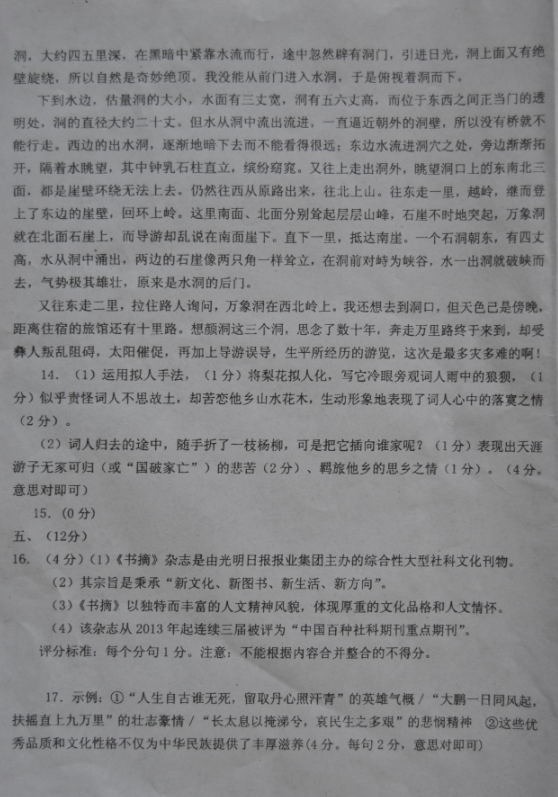 洞，大约四五里深，在黑暗中紧靠水流而行，途中忽然辟有洞门，引进日光，洞上面又有绝
壁旋绕，所以自然是奇妙绝顶。我没能从前门进入水洞，于是俯视着洞而下。
下到水边，估量洞的大小，水面有三丈宽，洞有五六丈高，而位于东西之间正当门的透
明处，洞的直径大约二十丈。但水从洞中流出流进，一直逼近朝外的洞壁，所以没有桥就不
能行走。西边的出水洞，逐渐地暗下去而不能看得很远；东边水流进洞穴之处，旁边渐渐拓
开，隔着水眺望，其中钟乳石柱直立，缤纷窈窕。又往上走出洞外，眺望洞口上的东南北三
面，都是崖壁环绕无法上去。仍然往西从原路出来，往北上山。往东走一里，越岭，继而登
上了东边的崖壁，回环上岭。这里南面、北面分别耸起层层山峰，石崖不时地突起，万象洞
就在北面石崖上，而导游却乱说在南面崖下。直下一里，抵达南崖。一个石洞朝东，有四丈
高，水从洞中涌出，两边的石崖像两只角一样耸立，在洞前对峙为峡谷，水一出洞就破峡而
去，气势极其雄壮，原来是水洞的后门。
又往东走二里，拉住路人询问，万象洞在西北岭上。我还想去到洞口，但天色已是傍晚，
距离住宿的旅馆还有十里路。想颜洞这三个洞，思念了数十年，奔走万里路终于来到，却受
彝人叛乱阻碍，太阳催促，再加上导游误导，生平所经历的游览，这次是最多灾多难的啊！
14．（1）运用拟人手法，（1 分）将梨花拟人化，写它冷眼旁观词人雨中的狼狈，（1
分）似乎责怪词人不思故土，却苦恋他乡山水花木，生动形象地表现了词人心中的落寞之情
（2 分）。
（2）词人归去的途中，随手折了一枝杨柳，可是把它插向谁家呢？（1 分）表现出天涯
游子无家可归（或“国破家亡”）的悲苦（2 分）、羁旅他乡的思乡之情（1 分）。（4 分。
意思对即可）
15．（0 分）
五、（12分）
16．（4 分）（1）《书摘》杂志是由光明日报报业集团主办的综合性大型社科文化刊物。
（2）其宗旨是秉承“新文化、新图书、新生活、新方向”。
（3）《书摘》以独特而丰富的人文精神风貌，体现厚重的文化品格和人文情怀。
（4）该杂志从 2013 年起连续三届被评为“中国百种社科期刊重点期刊”。
评分标准：每个分句 1 分。注意：不能根据内容合并整合的不得分。
17．示例：①“人生自古谁无死，留取丹心照汗青”的英雄气概／“大鹏一日同风起，
扶摇直上九万里”的壮志豪情／“长太息以掩涕兮，哀民生之多艰”的悲悯精神　②这些优
秀品质和文化性格不仅为中华民族提供了丰厚滋养(4 分。每句 2 分，意思对即可)